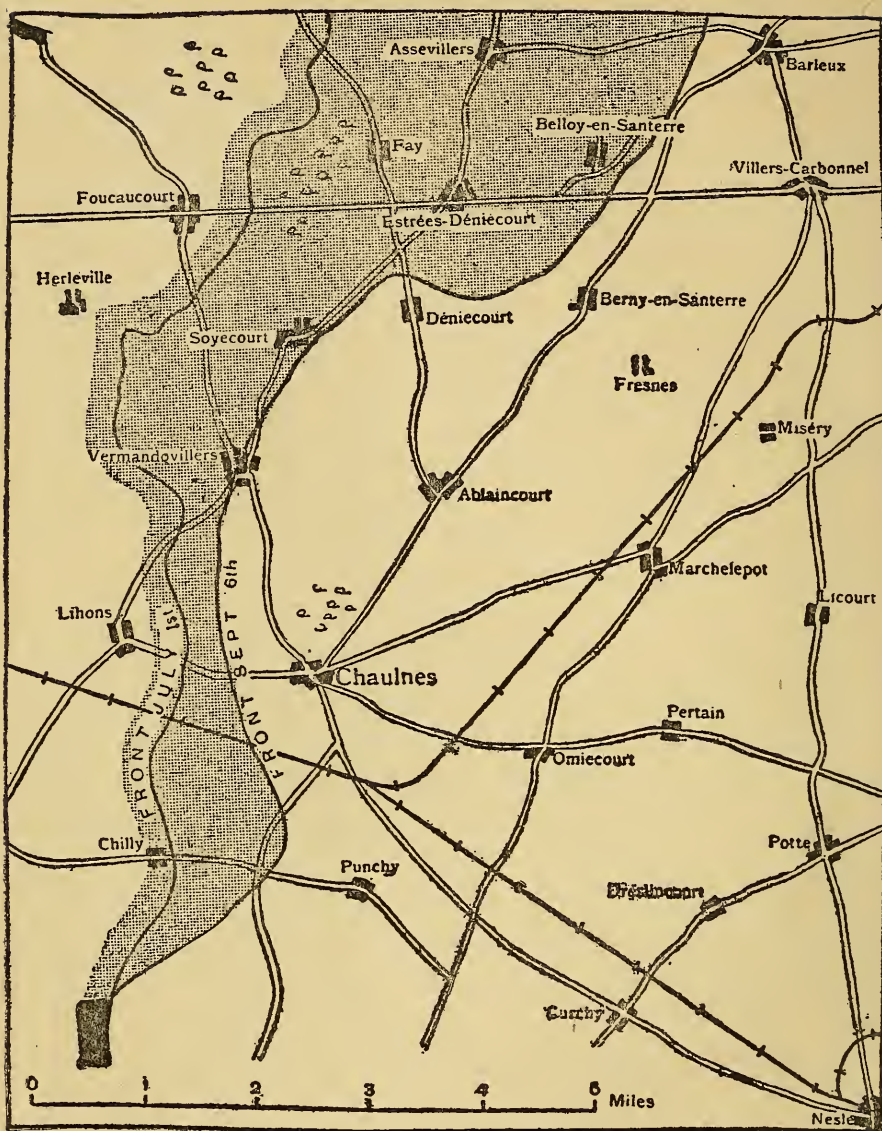 Assevillers
Barleux
Belloy-en-Santerre
Fay
Villers-Carbonnel
Foucaucourt
Estrées-Déniécourt
Herleville
Berny-en-Santerre
Déniécourt
Soyecourt
Fresnes
Miséry
Vermandovillers
Ablaincourt
Marchelepot
Lihons
Licourt
FRONT JULY 1st
FRONT SEPT 6th
Chaulnes
Pertain
Omiecourt
Chilly
Potte
Punchy
Dreslincourt
Curchy
0 1 2 3 4 5 Miles
Nesle